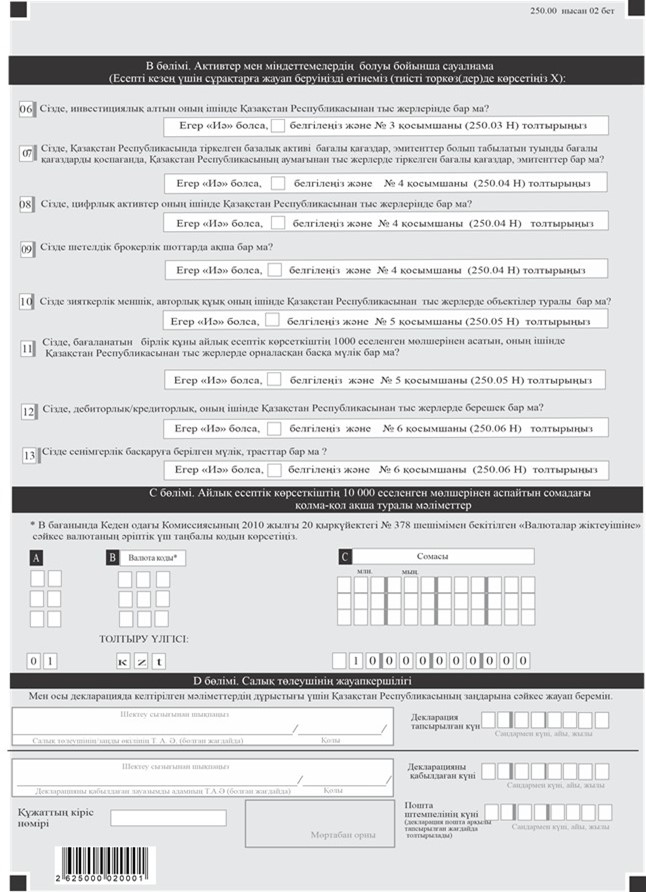 250.00 нысан 02 бет
В бөлімі. Активтер мен міндеттемелердің болуы бойынша сауалнама
(Есепті кезең үшін сұрақтарға жауап беруіңізді өтінеміз (тиісті торкөз(дер)де көрсетіңіз X):
06 Сізде, инвестициялық алтын оның ішінде Қазақстан Республикасынан тыс жерлерінде бар ма?
Егер «Иә» болса, белгілеңіз және № 3 қосымшаны (250.03 Н) толтырыңыз
07 Сізде, Қазақстан Республикасында тіркелген базалық активі бағалы қағаздар, эмитенттер болып табылатын туынды бағалы
қағаздарды қоспағанда, Қазақстан Республикасының аумағынан тыс жерлерде тіркелген бағалы қағаздар, эмитенттер бар ма?
Егер «Иә» болса, белгілеңіз және № 4 қосымшаны (250.04 Н) толтырыңыз
08 Сізде, цифрлық активтер оның ішінде Қазақстан Республикасынан тыс жерлерінде бар ма?
Егер «Иә» болса, белгілеңіз және № 4 қосымшаны (250.04 Н) толтырыңыз
09 Сізде шетелдік брокерлік шоттарда ақша бар ма?
Егер «Иә» болса, белгілеңіз және № 4 қосымшаны (250.04 Н) толтырыңыз
10 Сізде зияткерлік меншік, авторлық құық оның ішінде Қазақстан Республикасынан тыс жерлерде объектілер туралы бар ма?
Егер «Иә» болса, белгілеңіз және № 5 қосымшаны (250.05 Н) толтырыңыз
11 Сізде, бағаланатын бірлік құны айлық есептік көрсеткіштің 1000 еселенген мөлшерінен асатын, оның ішінде
Қазақстан Республикасынан тыс жерлерде орналасқан басқа мүлік бар ма?
Егер «Иә» болса, белгілеңіз және № 5 қосымшаны (250.05 Н) толтырыңыз
12 Сізде, дебиторлық/кредиторлық, оның ішінде Қазақстан Республикасынан тыс жерлерде берешек бар ма?
Егер «Иә» болса, белгілеңіз және № 6 қосымшаны (250.06 Н) толтырыңыз
13 Сізде сенімгерлік басқаруға берілген мүлік, трасттар бар ма ?
Егер «Иә» болса, белгілеңіз және № 6 қосымшаны (250.06 Н) толтырыңыз
С бөлімі. Айлық есептік көрсеткіштің 10 000 еселенген мөлшерінен аспайтын сомадағы
қолма-қол ақша туралы мәліметтер
* В бағанында Кеден одағы Комиссиясының 2010 жылғы 20 қыркүйектегі № 378 шешімімен бекітілген «Валюталар жіктеуішіне»
сәйкес валютаның әріптік үш таңбалы кодын көрсетіңіз.
А В Валюта коды* С Сомасы
млн. мың.
ТОЛТЫРУ ҮЛГІСІ:
0 1 K Z t 1 0 0 0 0 0 0 0 0 0 0
D бөлімі. Салық төлеушінің жауапкершілігі
Мен осы декларацияда келтірілген мәліметтердің дұрыстығы үшін Қазақстан Республикасының заңдарына сәйкес жауап беремін.
Шектеу сызығынан шықпаңыз
/ /
Салық төлеушінің/заңды өкілінің Т. А. Ә. (болған жағдайда) Қолы
Декларация
тапсырылған күн
Сандармен күні, айы, жылы
Шектеу сызығынан шықпаңыз
/ /
Декларацияны қабылдаған лауазымды адамның Т.А.Ә (болған жағдайда) Қолы
Декларацияны
қабылдаған күні
Сандармен күні, айы, жылы
Құжаттың кіріс
нөмірі
Мөртабан орны
Пошта
штемпелінің күні
(декларация пошта арқылы
тапсырылған жағдайда
толтырылады)
Сандармен күні, айы, жылы
2 625000 020001